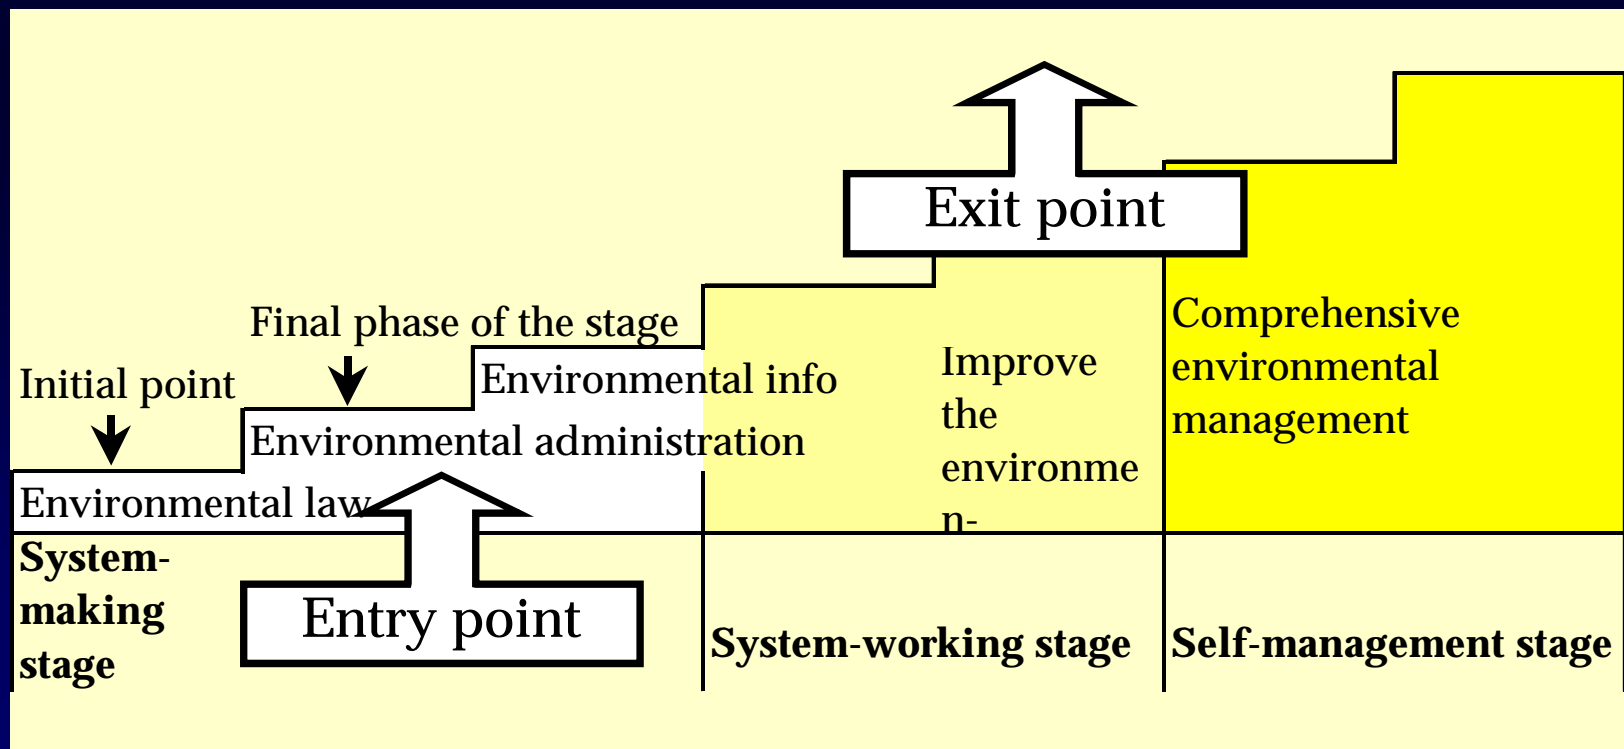 Exit point
Final phase of the stage
Initial point
Environmental info
Environmental administration
Environmental law
Improve
the
environme
n-
Comprehensive
environmental
management
System-
making
stage
Entry point
System-working stage
Self-management stage